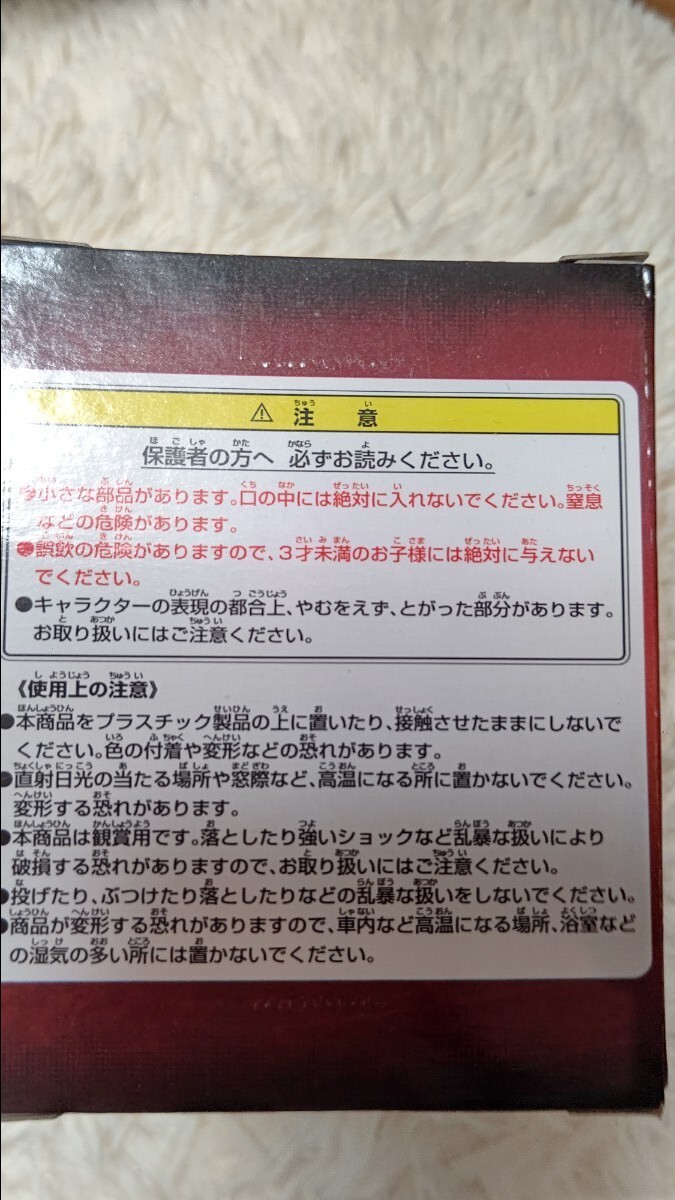 ⚠ 注意
保護者の方へ 必ずお読みください。
●小さな部品があります。口の中には絶対に入れないでください。窒息
などの危険があります。
●誤飲の危険がありますので、3才未満のお子様には絶対に与えない
でください。
●キャラクターの表現の都合上、やむをえず、とがった部分があります。
お取り扱いにはご注意ください。
《使用上の注意》
●本商品をプラスチック製品の上に置いたり、接触させたままにしないで
ください。色の付着や変形などの恐れがあります。
●直射日光の当たる場所や窓際など、高温になる所に置かないでください。
変形する恐れがあります。
●本商品は観賞用です。落としたり強いショックなど乱暴な扱いにより
破損する恐れがありますので、お取り扱いにはご注意ください。
●投げたり、ぶつけたり落としたりなどの乱暴な扱いをしないでください。
●商品が変形する恐れがありますので、車内など高温になる場所、浴室など
の湿気の多い所には置かないでください。